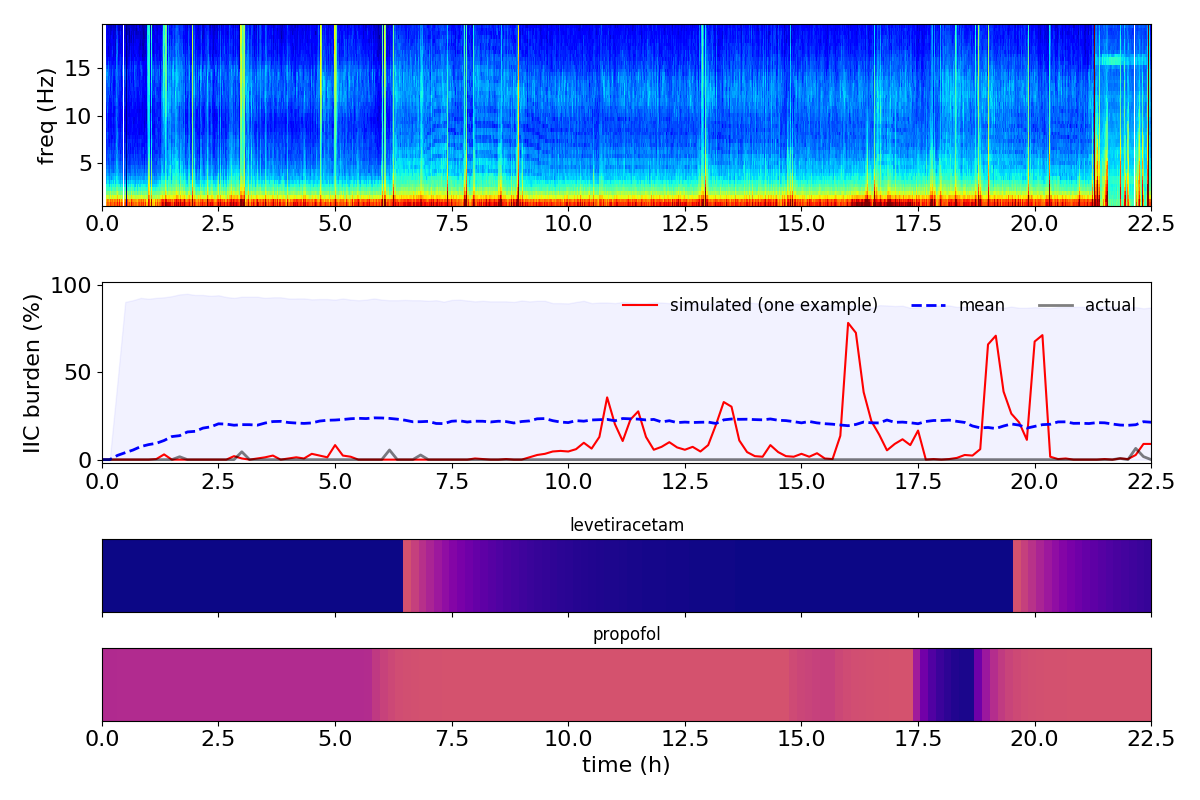 freq (Hz)
15
10
5
0.0 2.5 5.0 7.5 10.0 12.5 15.0 17.5 20.0 22.5
IIC burden (%)
100
50
0
simulated (one example) mean actual
0.0 2.5 5.0 7.5 10.0 12.5 15.0 17.5 20.0 22.5
levetiracetam
propofol
0.0 2.5 5.0 7.5 10.0 12.5 15.0 17.5 20.0 22.5
time (h)